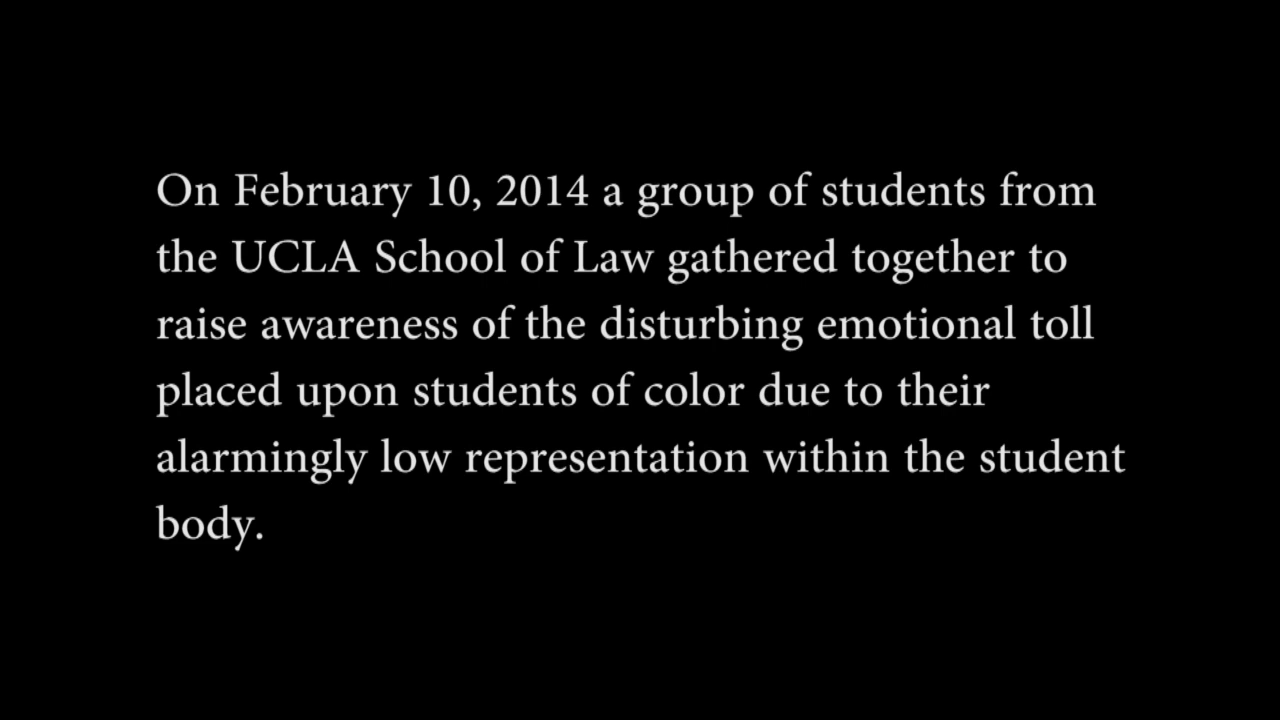 On February 10, 2014 a group of students from
the UCLA School of Law gathered together to
raise awareness of the disturbing emotional toll
placed upon students of color due to their
alarmingly low representation within the student
body.